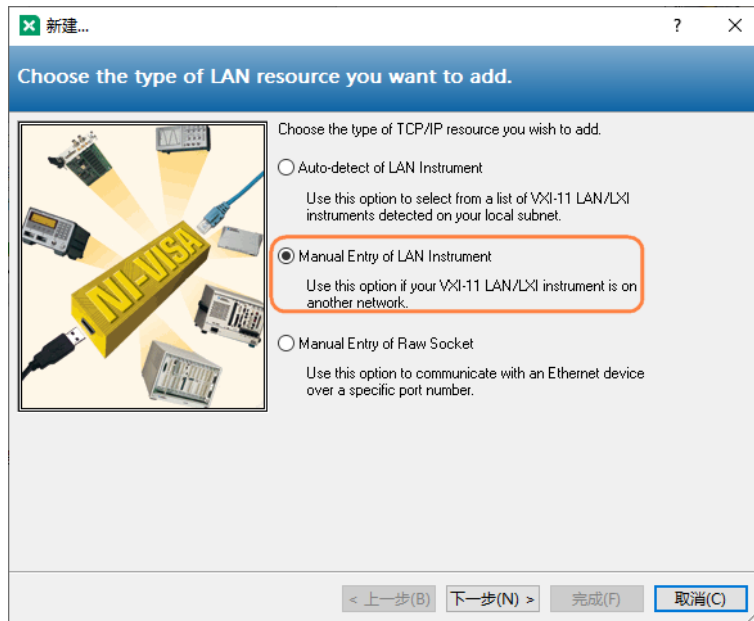 新建...
?
Choose the type of LAN resource you want to add.
Choose the type of TCP/IP resource you wish to add.
Auto-detect of LAN Instrument
Use this option to select from a list of VXI-11 LAN/LXI
instruments detected on your local subnet.
Manual Entry of LAN Instrument
Use this option if your VXI-11 LAN/LXI instrument is on
another network.
Manual Entry of Raw Socket
Use this option to communicate with an Ethernet device
over a specific port number.
NI-VISA
< 上一步(B) 下一步(N) > 完成(F) 取消(C)